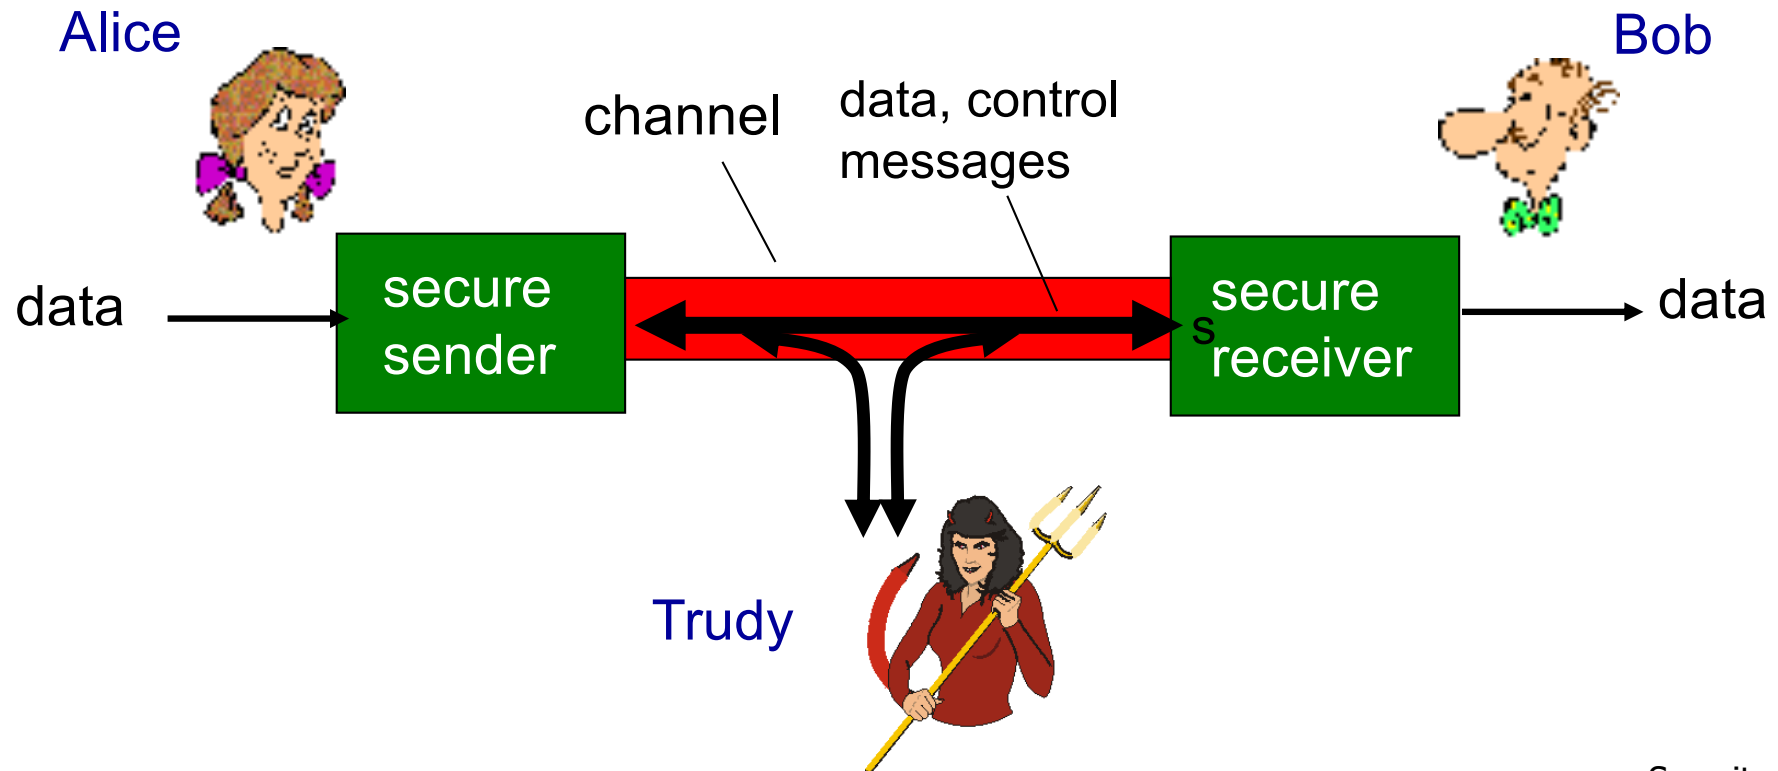 Alice
Bob
channel
data, control
messages
data
secure
sender
s
secure
receiver
data
Trudy